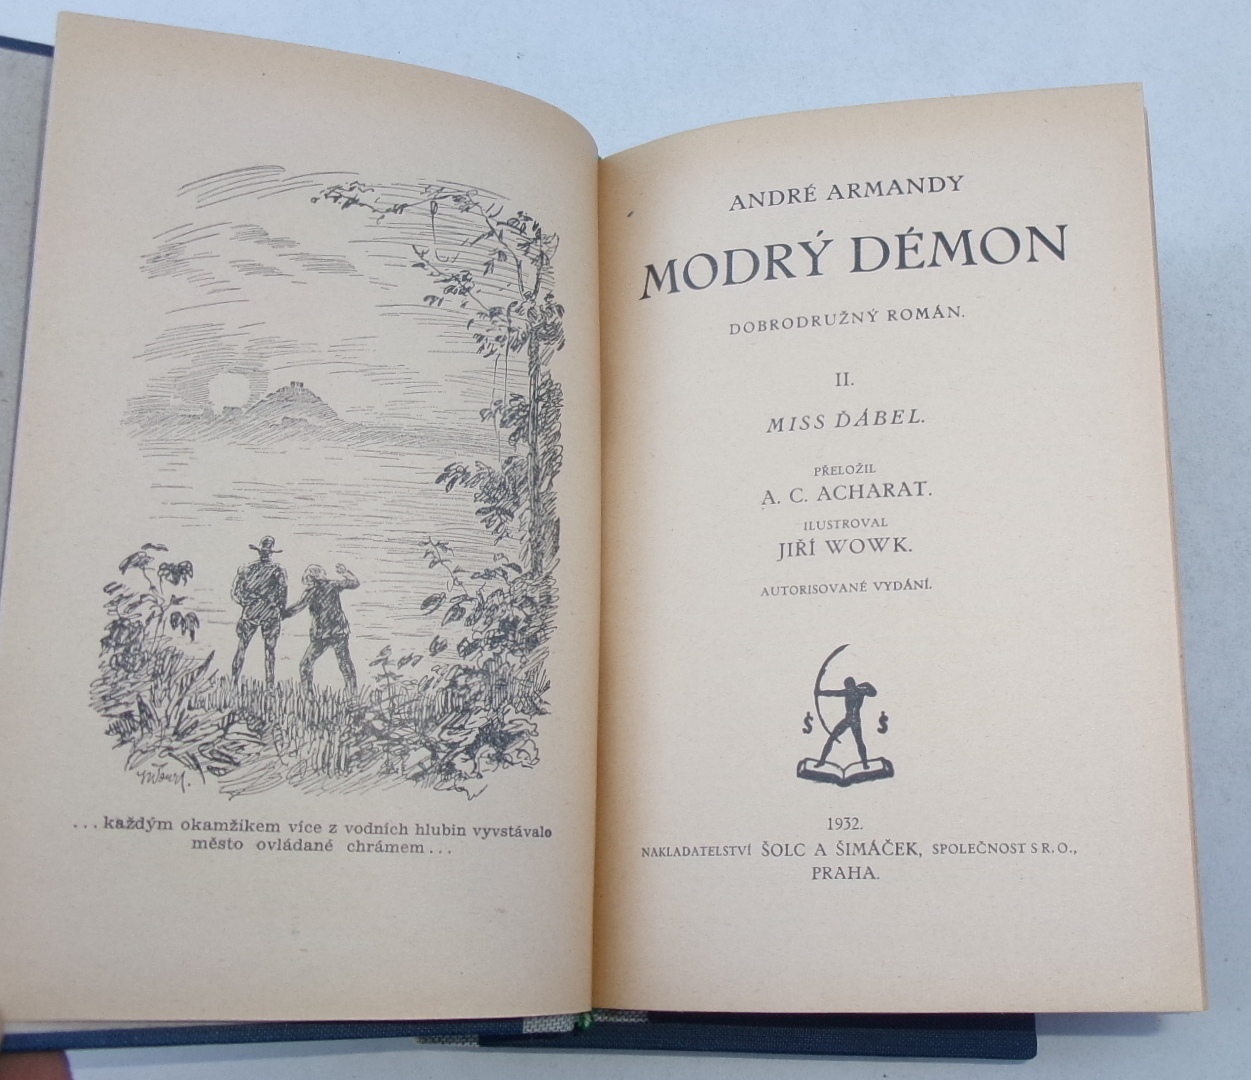 ...každým okamžikem více z vodních hlubin vyvstávalo
město ovládané chrámem...
ANDRÉ ARMANDY
MODRÝ DÉMON
DOBRODRUŽNÝ ROMÁN.
II.
MISS ĎÁBEL.
PŘELOŽIL
A. C. ACHARAT.
ILUSTROVAL
JIŘÍ WOWK.
AUTORISOVANÉ VYDÁNÍ.
Š Š
1932.
NAKLADATELSTVÍ ŠOLC A ŠIMÁČEK, SPOLEČNOST S R. O.,
PRAHA.